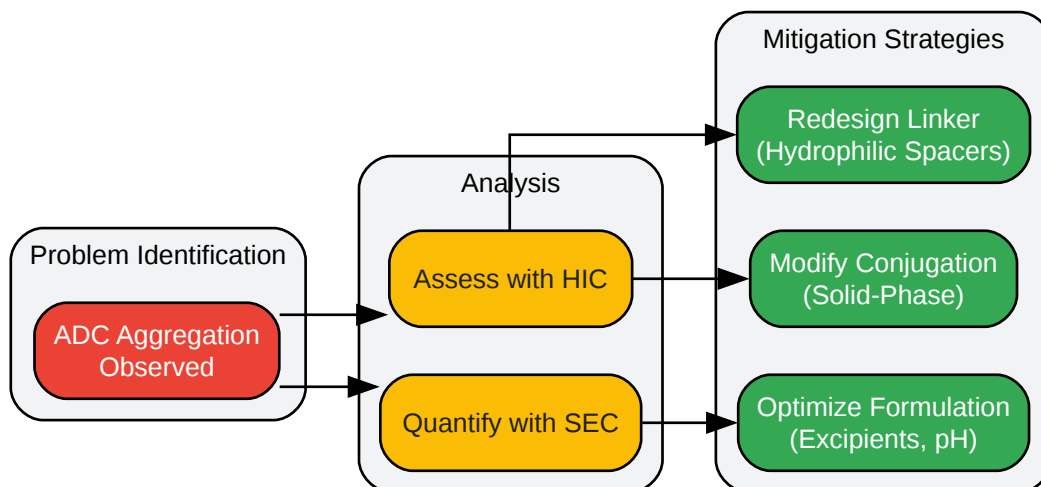 Problem Identification
ADC Aggregation
Observed
Analysis
Assess with HIC
Quantify with SEC
Mitigation Strategies
Redesign Linker
(Hydrophilic Spacers)
Modify Conjugation
(Solid-Phase)
Optimize Formulation
(Excipients, pH)